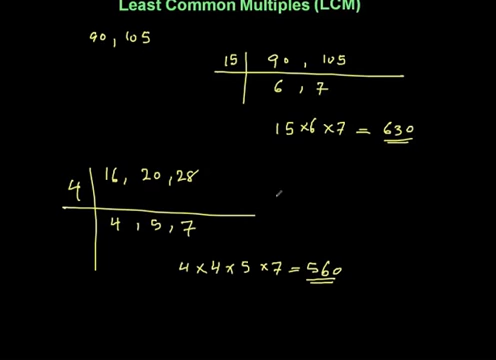 Least Common Multiples (LCM)
90, 105
15 | 90, 105
6, 7
15 × 6 × 7 = 630
4 | 16, 20, 28
4, 5, 7
4 × 4 × 5 × 7 = 560